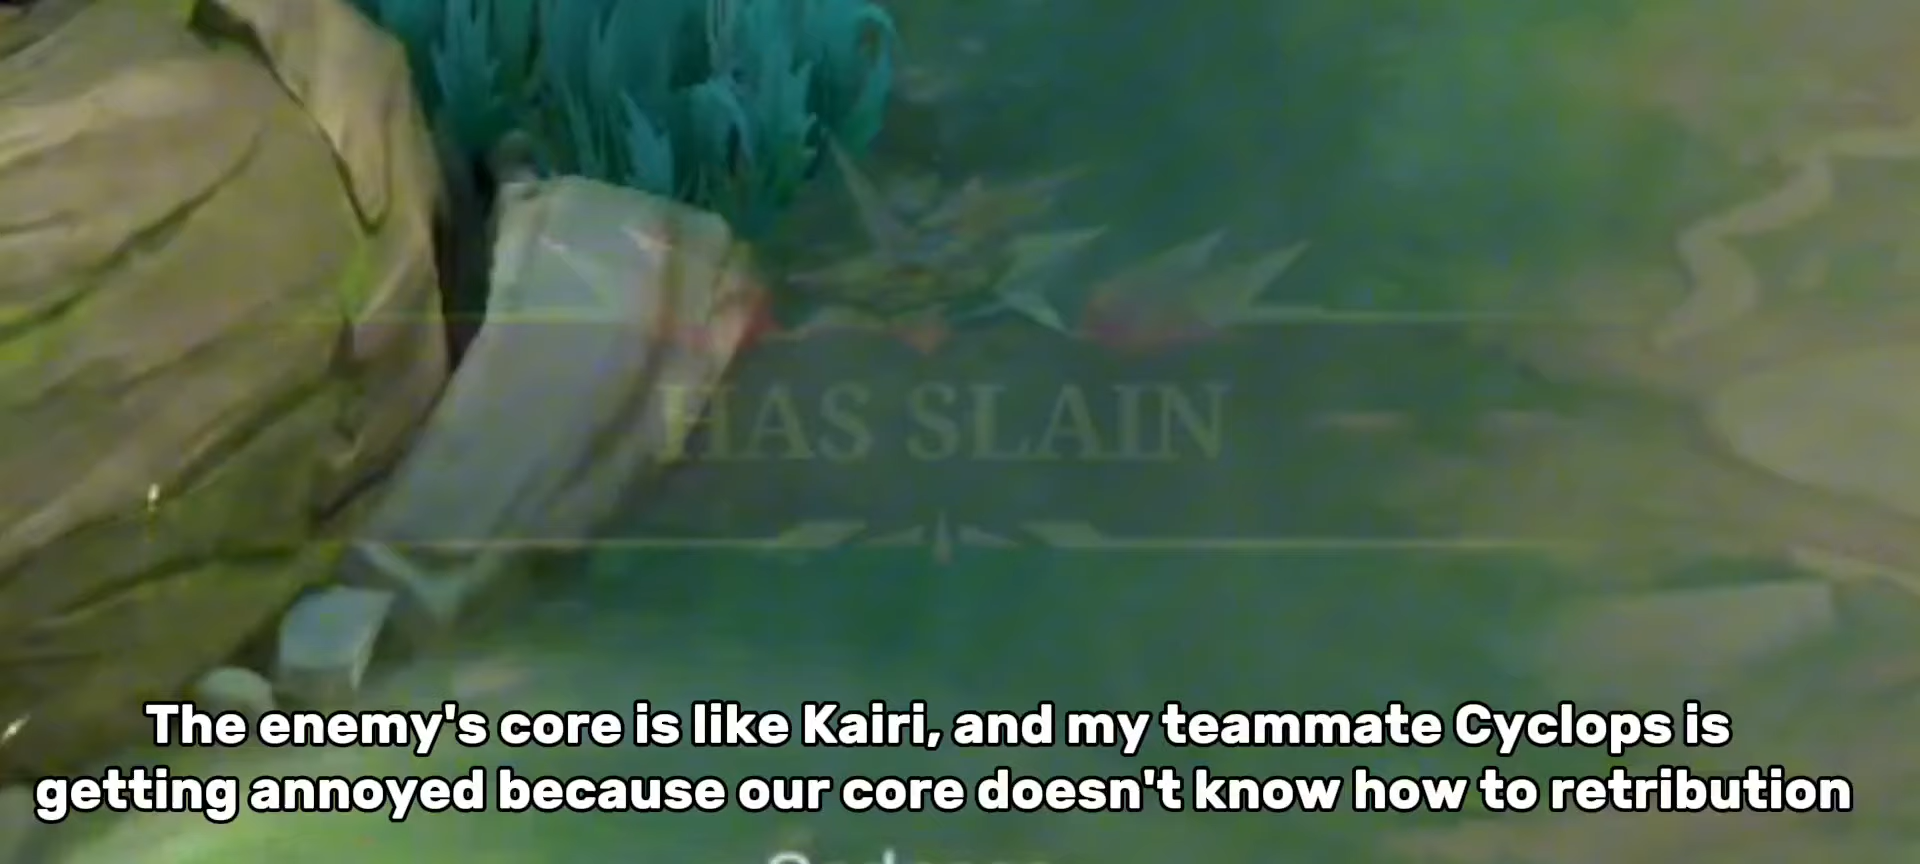 HAS SLAIN
The enemy's core is like Kairi, and my teammate Cyclops is
getting annoyed because our core doesn't know how to retribution